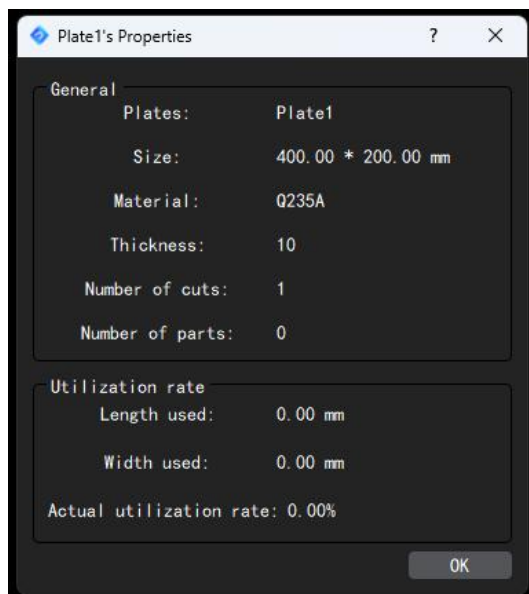 Plate1's Properties ?
General
Plates: Plate1
Size: 400.00 * 200.00 mm
Material: Q235A
Thickness: 10
Number of cuts: 1
Number of parts: 0
Utilization rate
Length used: 0.00 mm
Width used: 0.00 mm
Actual utilization rate: 0.00%
OK